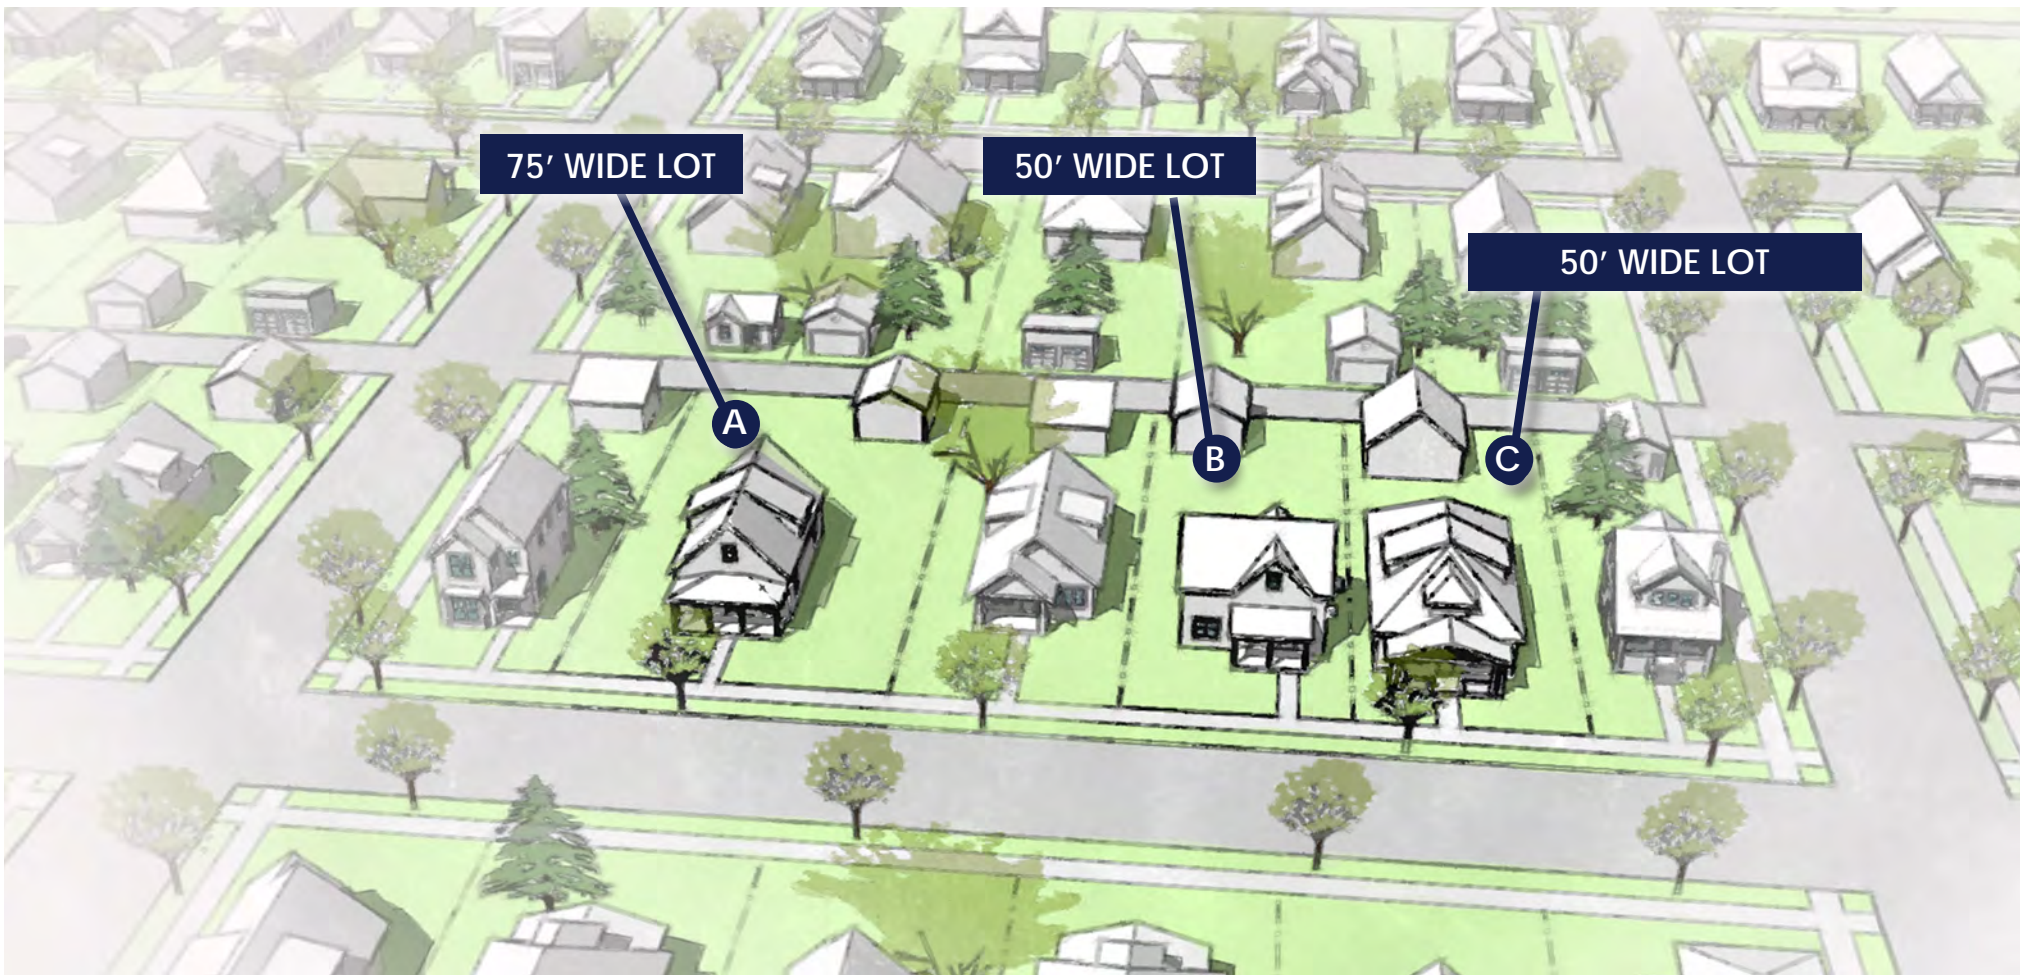 75’ WIDE LOT
50’ WIDE LOT
50’ WIDE LOT
A
B
C